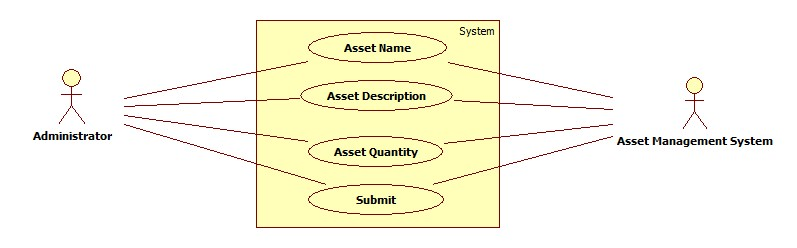 System
Asset Name
Asset Description
Administrator
Asset Management System
Asset Quantity
Submit